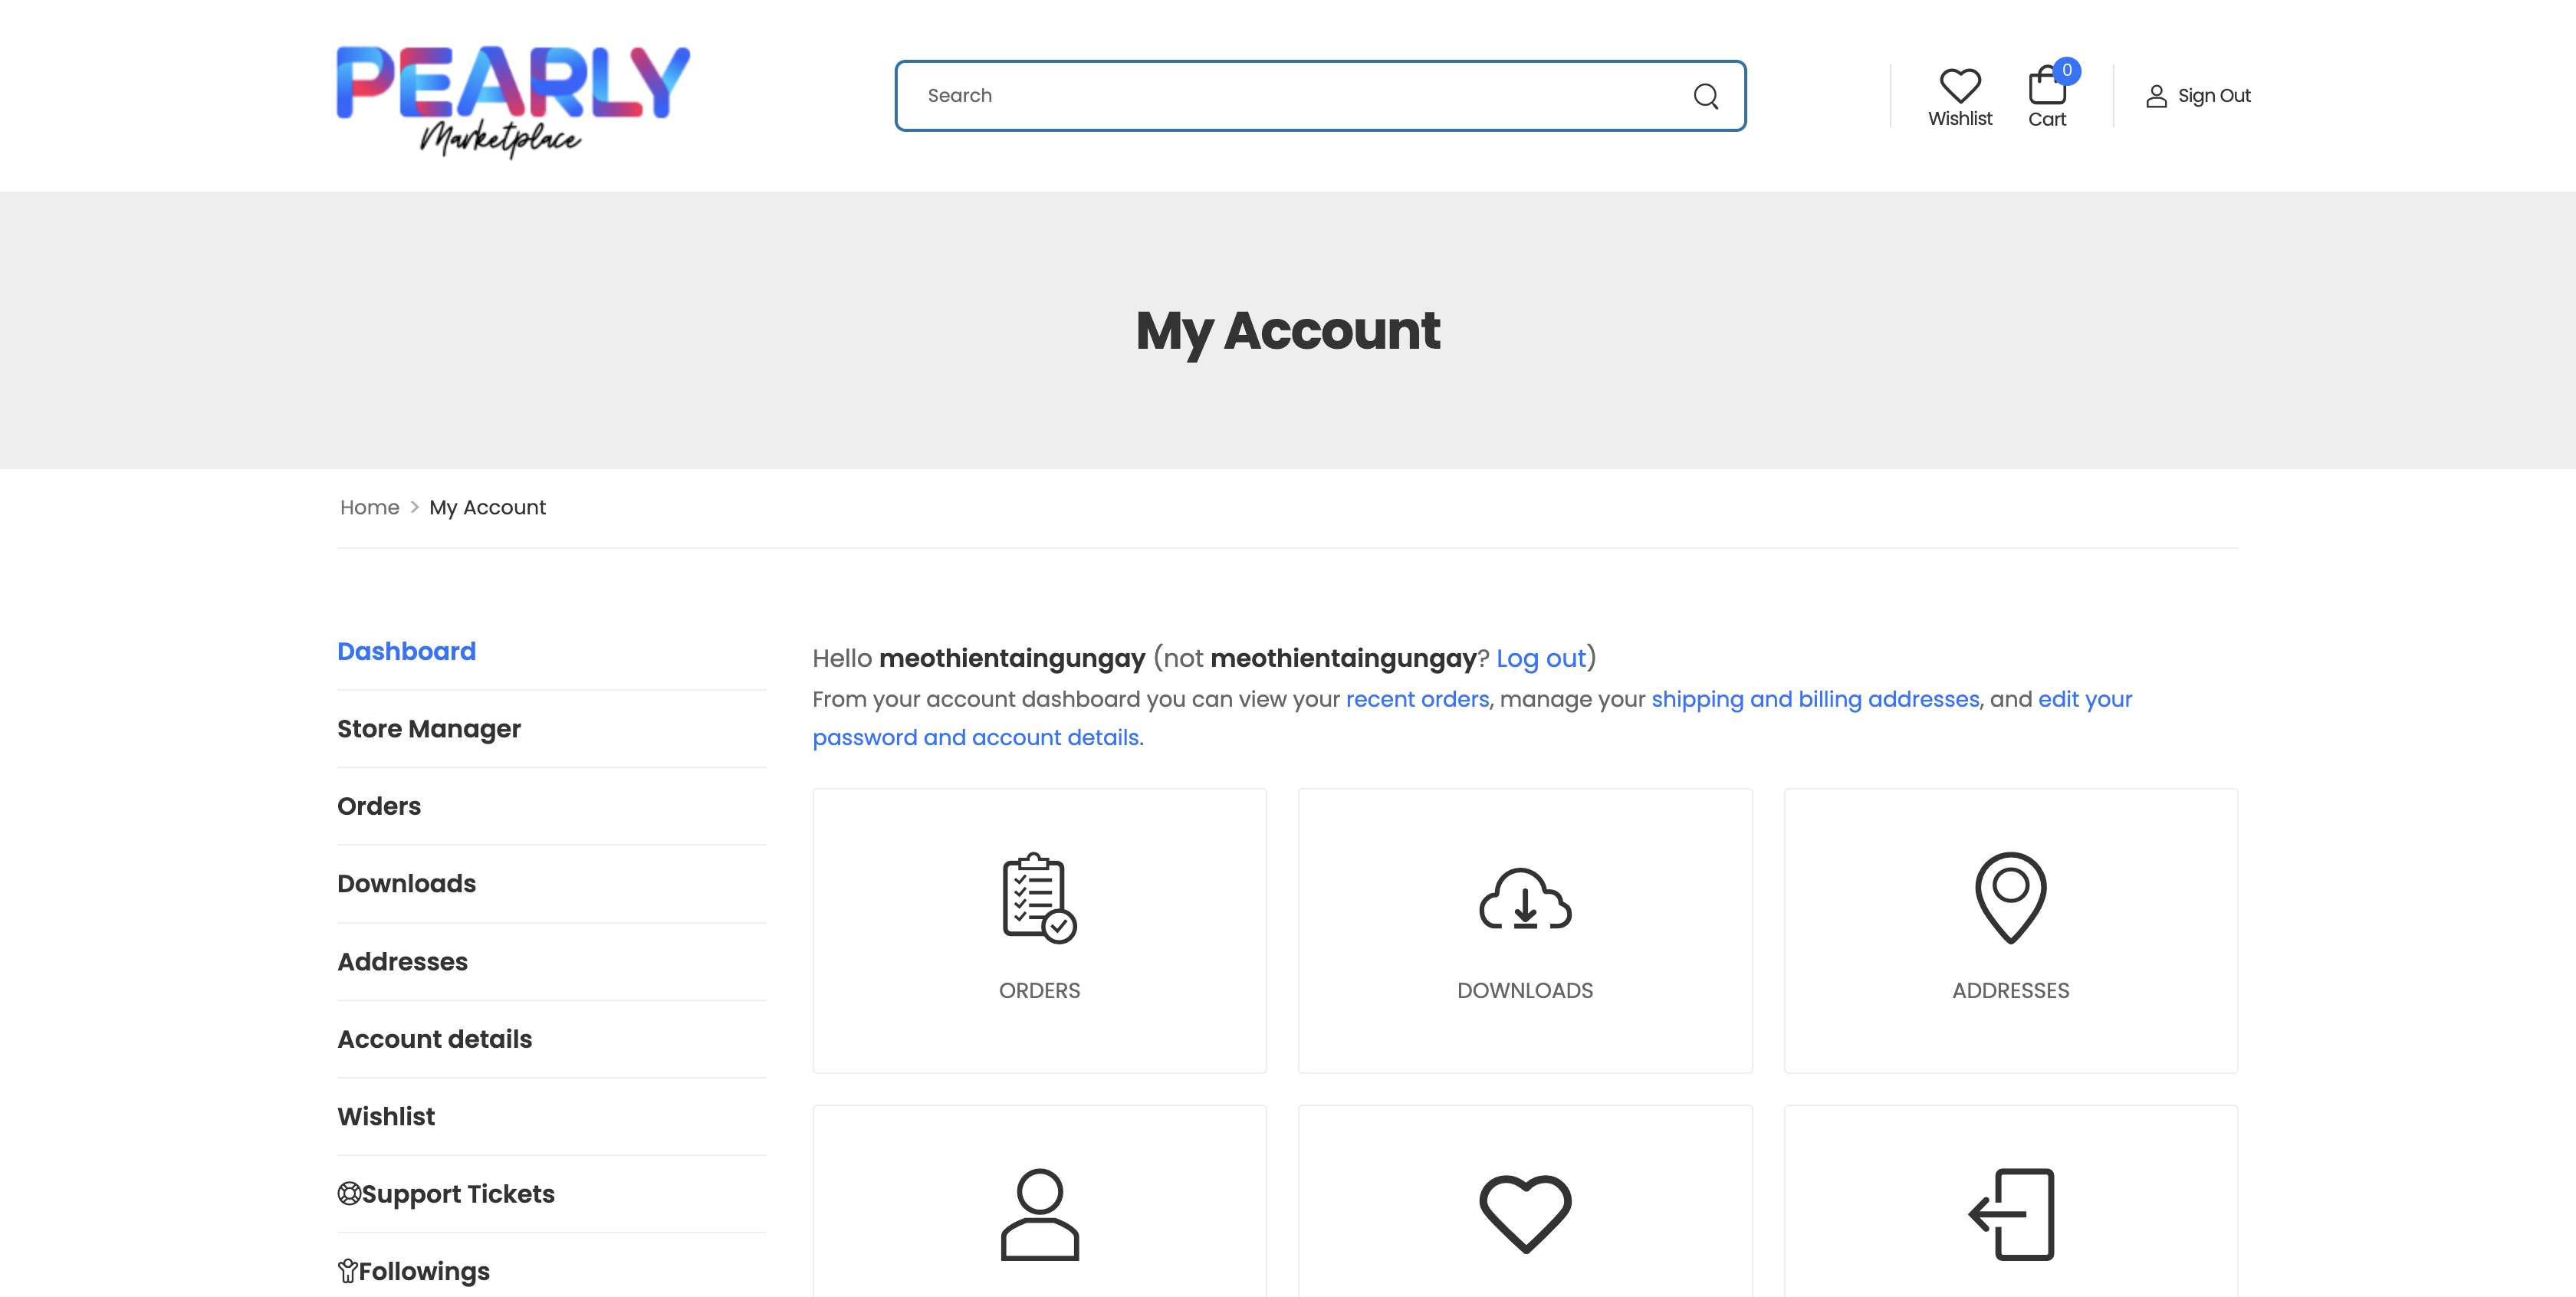 PEARLY
Marketplace
Search
Wishlist
0
Cart
Sign Out
My Account
Home > My Account
Dashboard
Store Manager
Orders
Downloads
Addresses
Account details
Wishlist
Support Tickets
Followings
Hello meothientaingungay (not meothientaingungay? Log out)
From your account dashboard you can view your recent orders, manage your shipping and billing addresses, and edit your
password and account details.
ORDERS
DOWNLOADS
ADDRESSES